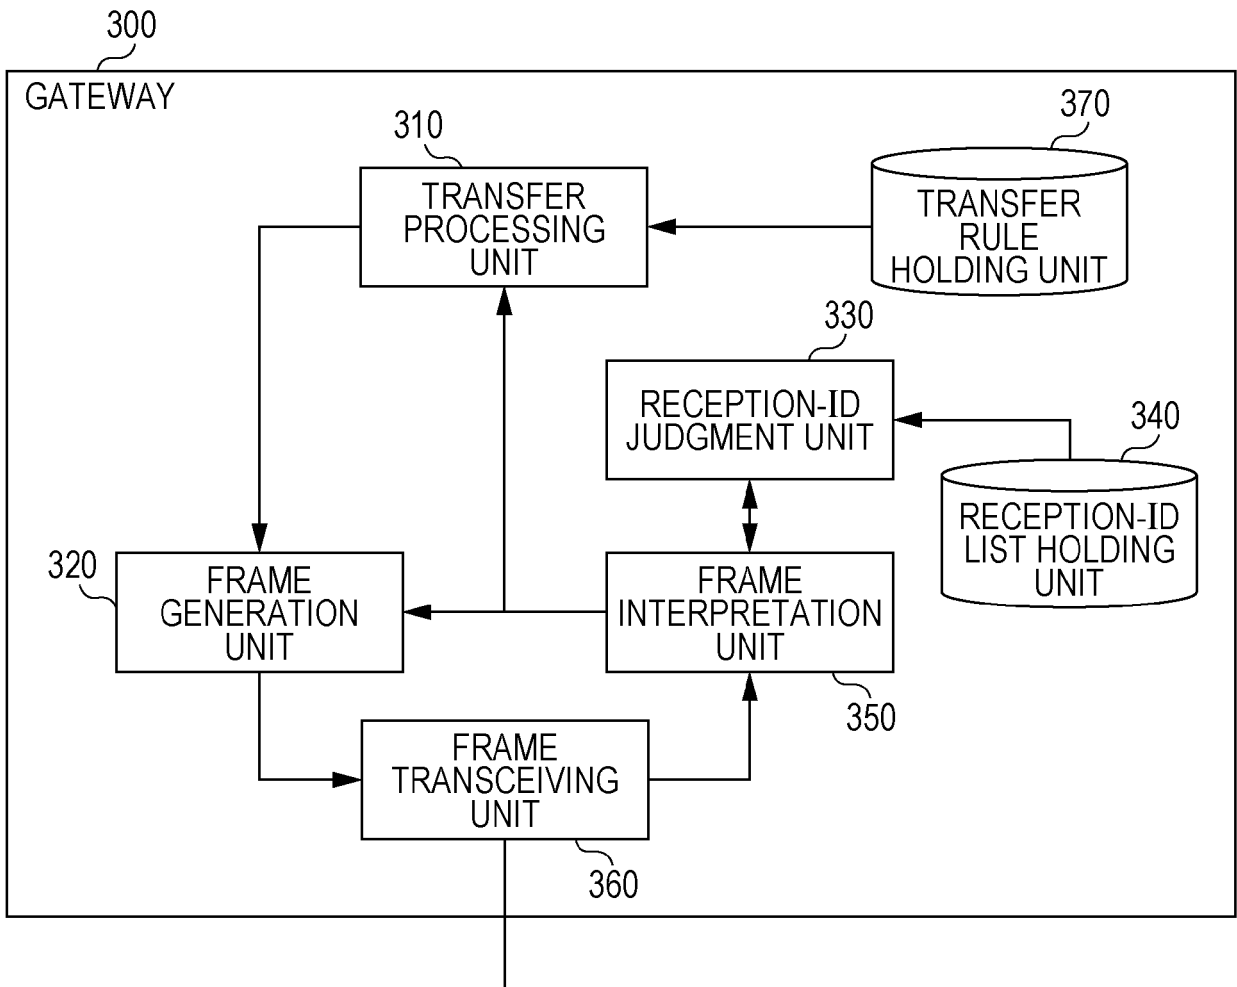 300
GATEWAY
310
TRANSFER
PROCESSING
UNIT
370
TRANSFER
RULE
HOLDING UNIT
330
RECEPTION-ID
JUDGMENT UNIT
340
RECEPTION-ID
LIST HOLDING
UNIT
320
FRAME
GENERATION
UNIT
FRAME
INTERPRETATION
UNIT
350
FRAME
TRANSCEIVING
UNIT
360